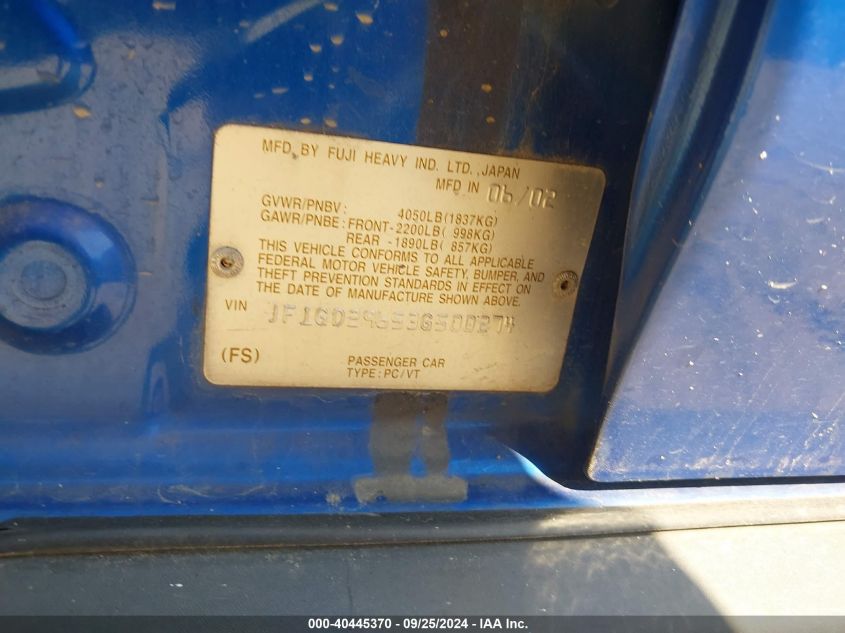 MFD. BY FUJI HEAVY IND. LTD., JAPAN
MFD IN 06/02
GVWR/PNBV: 4050LB(1837KG)
GAWR/PNBE: FRONT-2200LB( 998KG)
REAR -1890LB( 857KG)
THIS VEHICLE CONFORMS TO ALL APPLICABLE
FEDERAL MOTOR VEHICLE SAFETY, BUMPER, AND
THEFT PREVENTION STANDARDS IN EFFECT ON
THE DATE OF MANUFACTURE SHOWN ABOVE.
VIN JF1GD29653G500274
(FS) PASSENGER CAR
TYPE: PC/VT
000-40445370 - 09/25/2024 - IAA Inc.